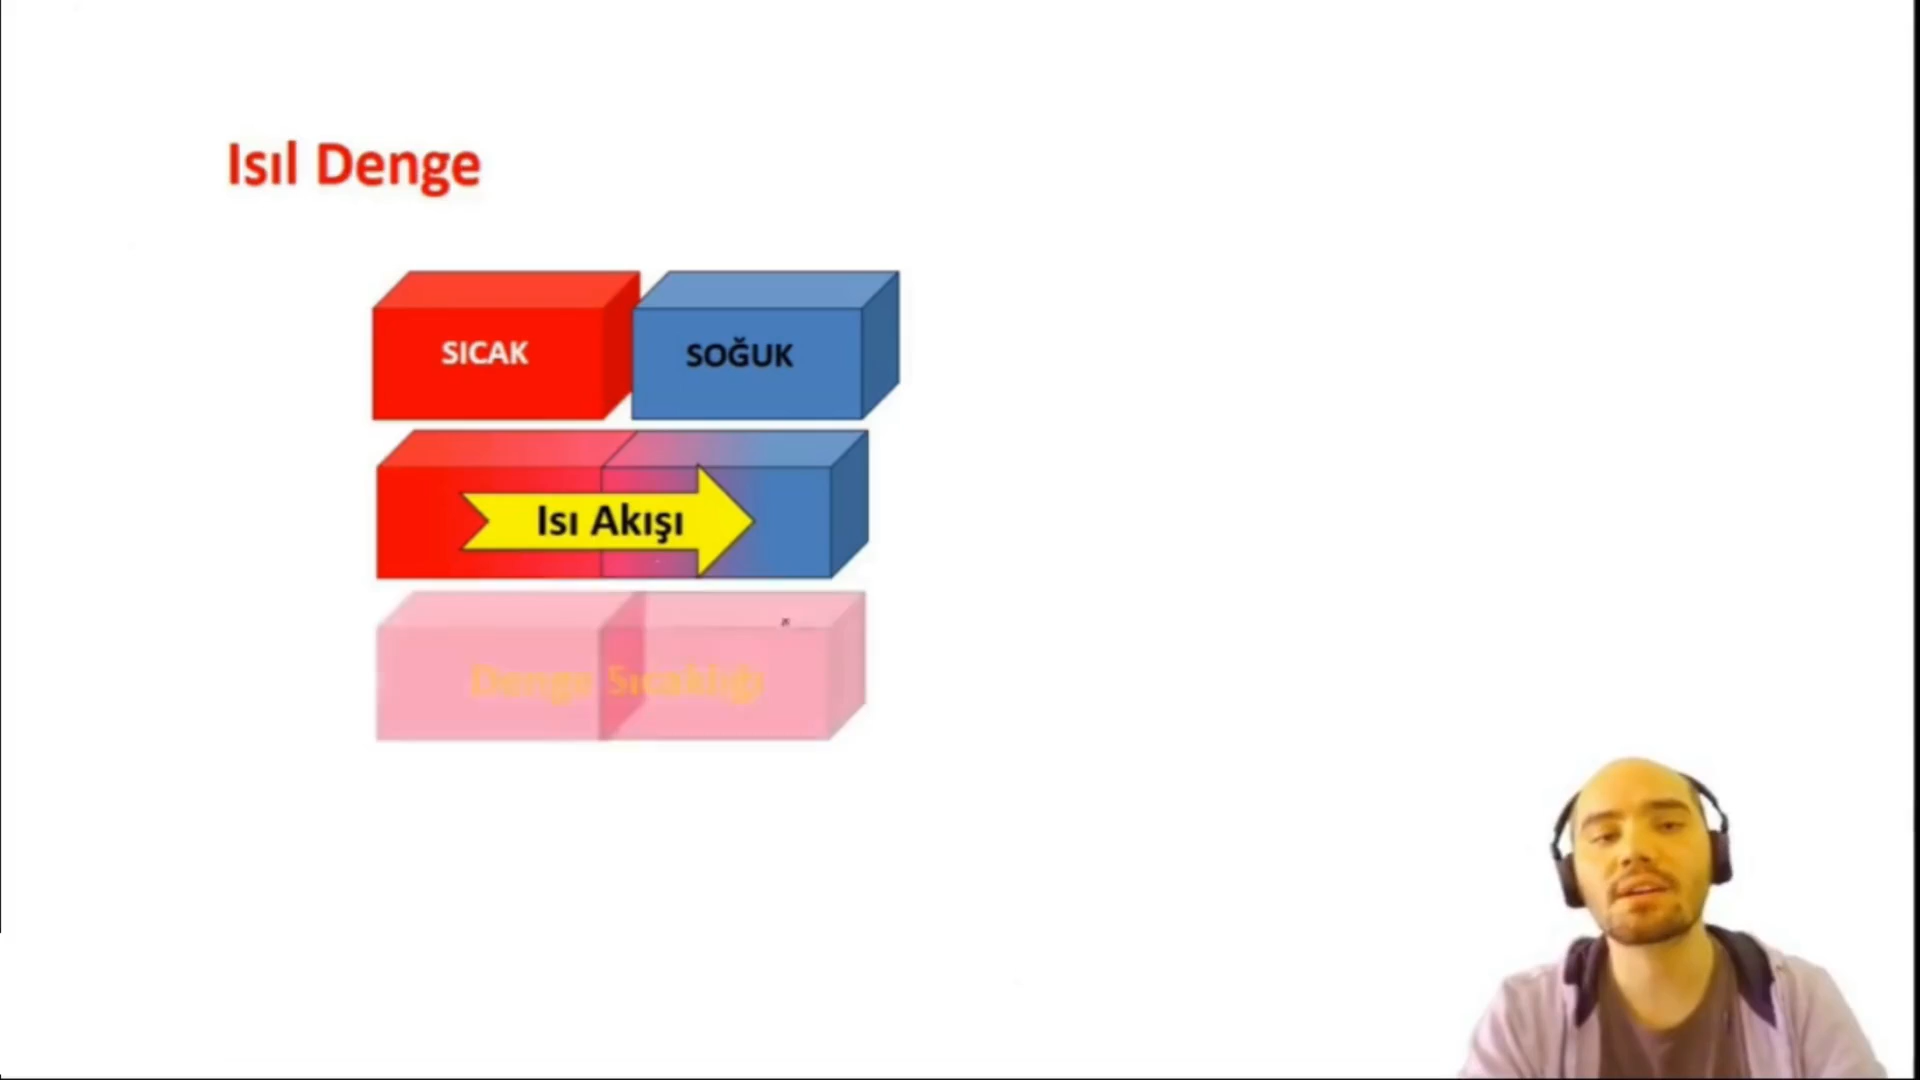 Isıl Denge
SICAK
SOĞUK
Isı Akışı
Denge Sıcaklığı